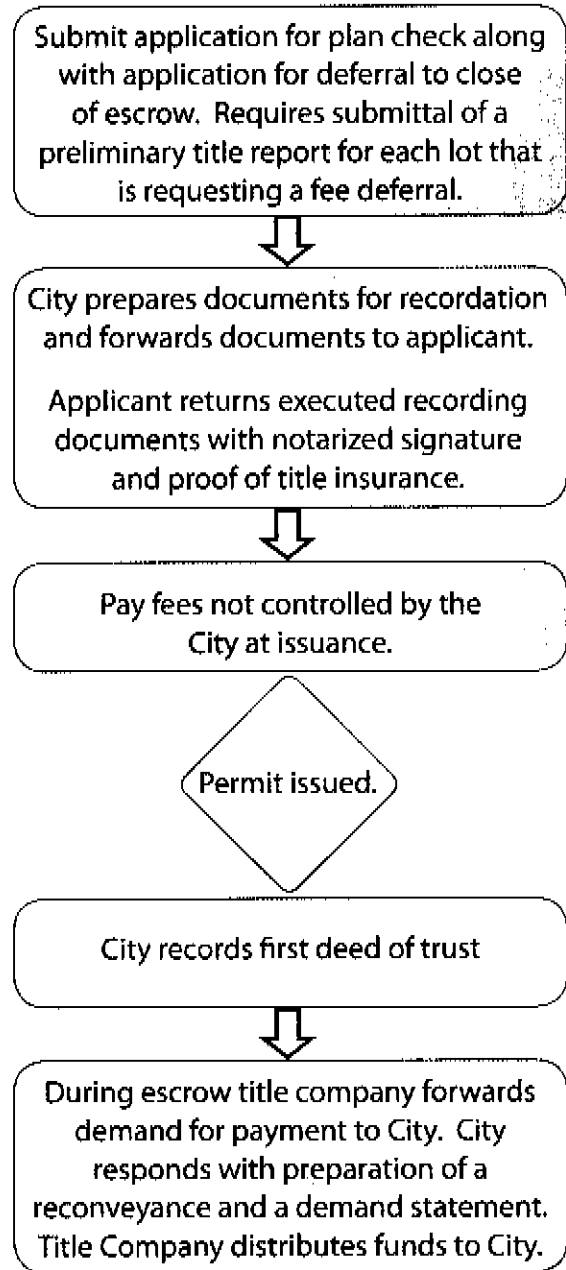 Submit application for plan check along
with application for deferral to close
of escrow. Requires submittal of a
preliminary title report for each lot that
is requesting a fee deferral.
City prepares documents for recordation
and forwards documents to applicant.
Applicant returns executed recording
documents with notarized signature
and proof of title insurance.
Pay fees not controlled by the
City at issuance.
Permit issued.
City records first deed of trust
During escrow title company forwards
demand for payment to City. City
responds with preparation of a
reconveyance and a demand statement.
Title Company distributes funds to City.